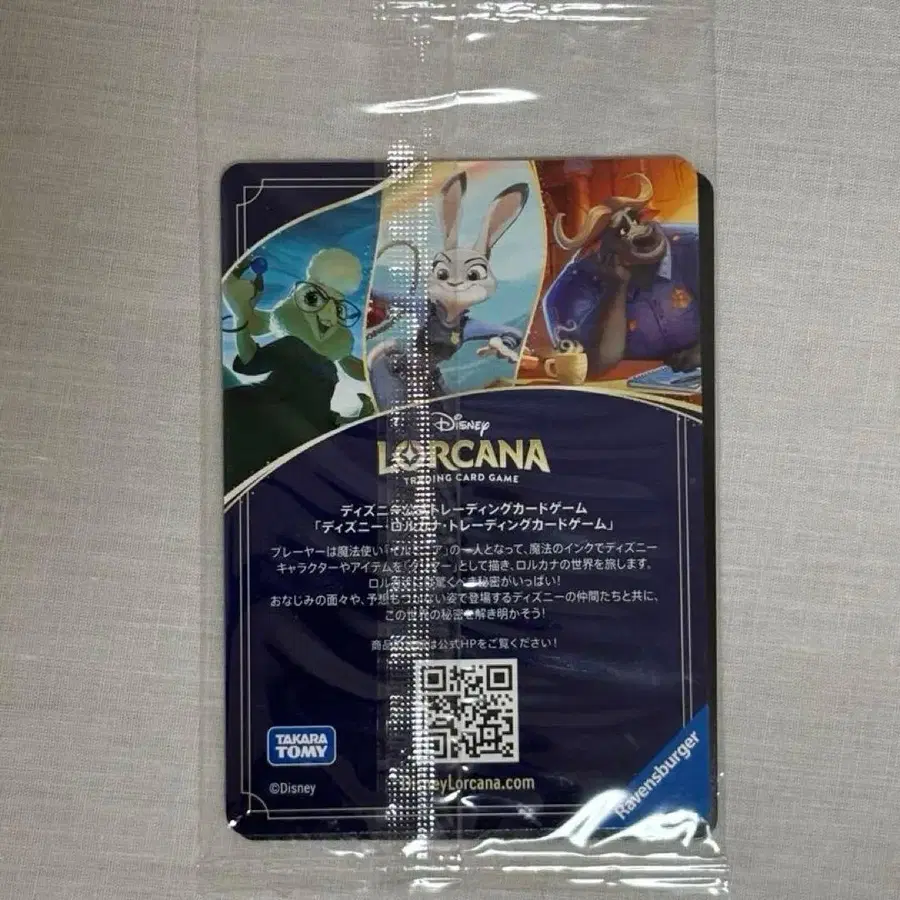 Disney
LORCANA
TRADING CARD GAME
ディズニー トレーディングカードゲーム
「ディズニー・ロルカナ・トレーディングカードゲーム」
プレーヤーは魔法使い「 」の一人となって、魔法のインクでディズニー
キャラクターやアイテムを「 」として描き、ロルカナの世界を旅します。
驚くべき秘密がいっぱい!
おなじみの面々や、予想も ない姿で登場するディズニーの仲間たちと共に、
この世界の秘密を解き明かそう!
商品 は公式HPをご覧ください!
TAKARA
TOMY
©Disney
DisneyLorcana.com
Ravensburger